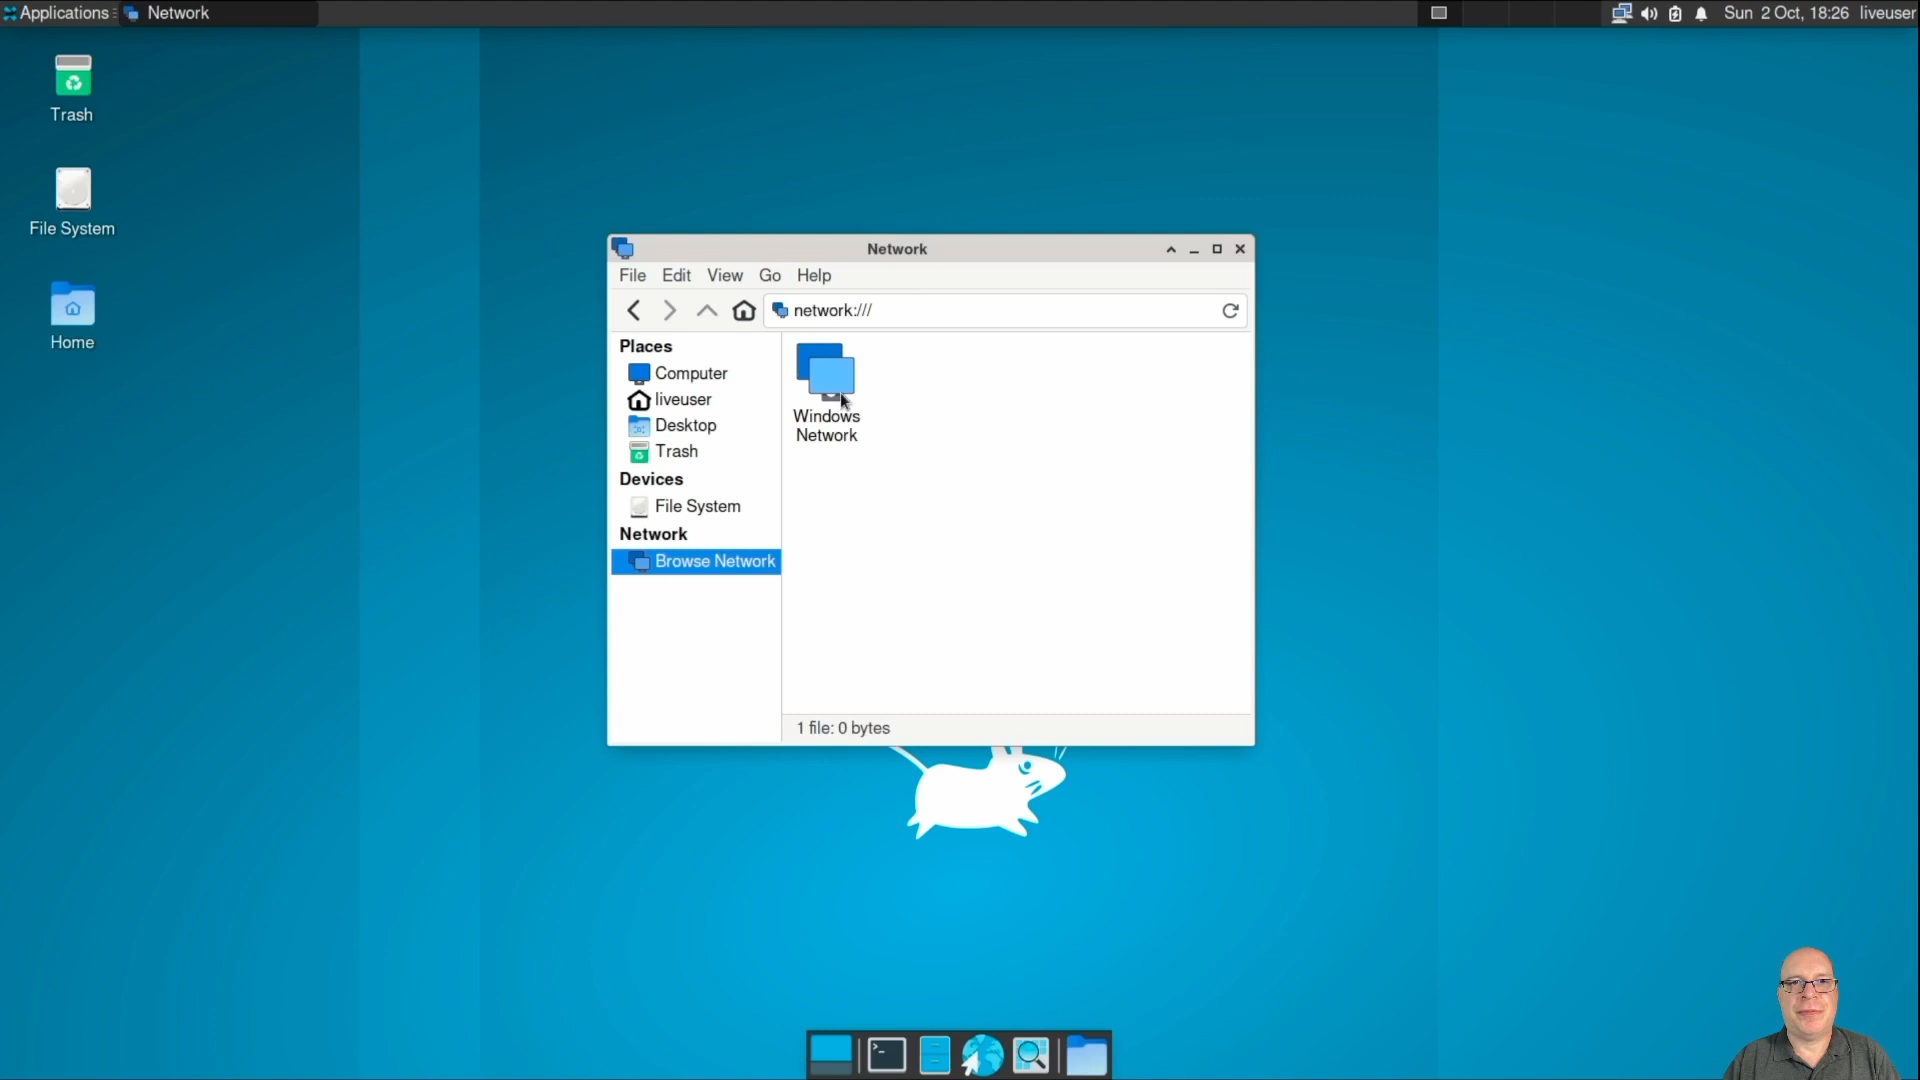 Applications
Network
Sun 2 Oct, 18:26
liveuser
Trash
File System
Home
Network
File Edit View Go Help
network:///
Places
Computer
liveuser
Desktop
Trash
Devices
File System
Network
Browse Network
Windows
Network
1 file: 0 bytes